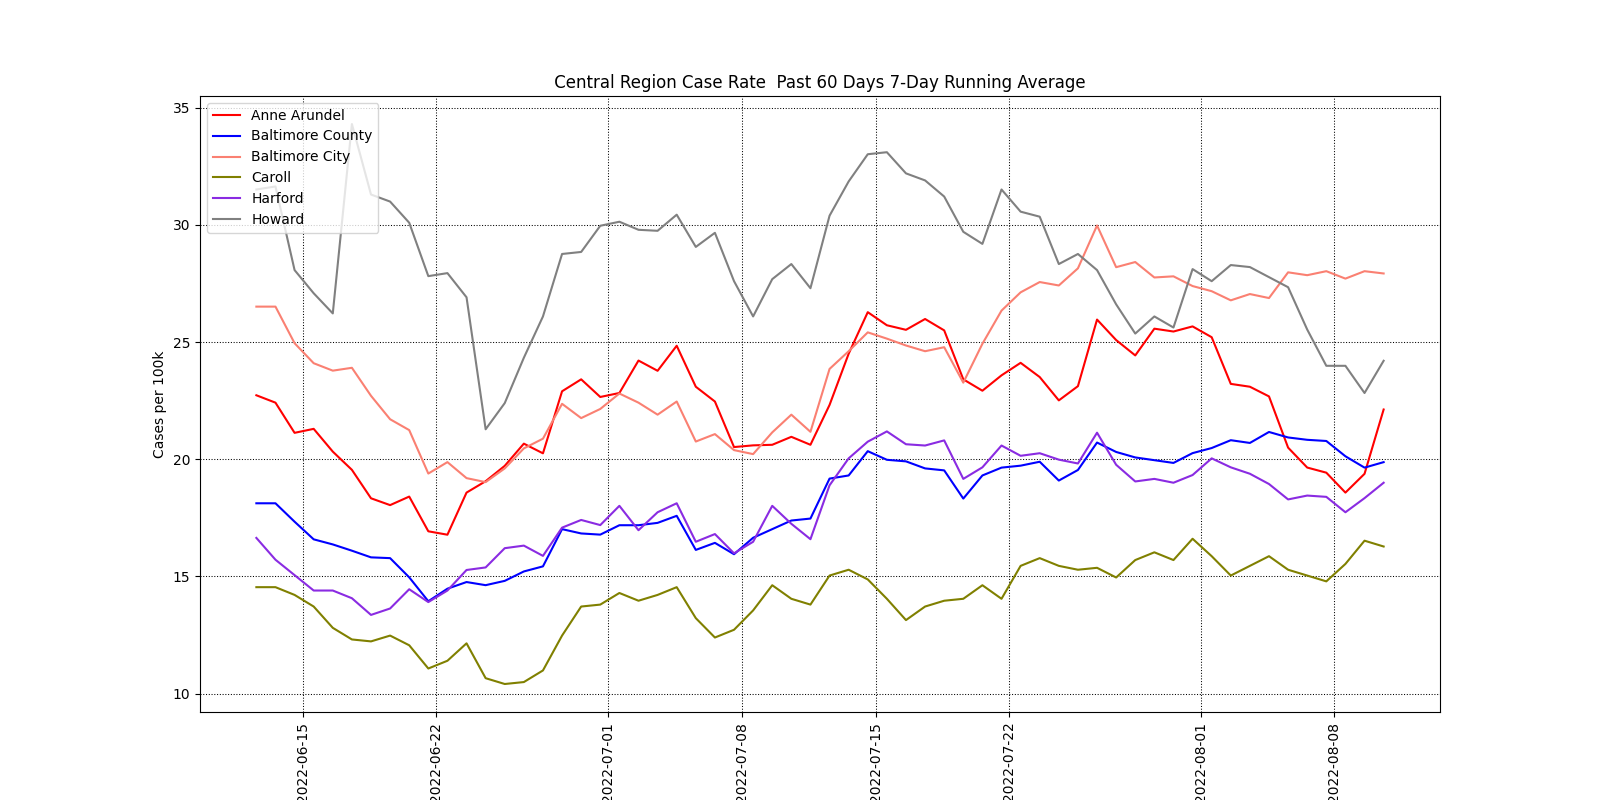 Central Region Case Rate  Past 60 Days 7-Day Running Average
Cases per 100k
35
30
25
20
15
10
Anne Arundel
Baltimore County
Baltimore City
Caroll
Harford
Howard
2022-06-15
2022-06-22
2022-07-01
2022-07-08
2022-07-15
2022-07-22
2022-08-01
2022-08-08